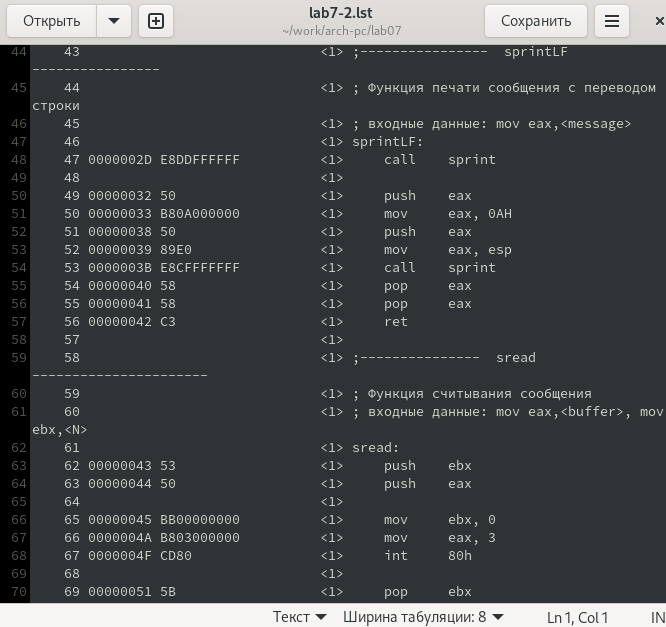 Открыть
lab7-2.lst
~/work/arch-pc/lab07
Сохранить
44 43 <1> ;---------------- sprintLF
----------------
45 44 <1> ; Функция печати сообщения с переводом
строки
46 45 <1> ; входные данные: mov eax,<message>
47 46 <1> sprintLF:
48 47 0000002D E8DDFFFFFF <1> call sprint
49 48 <1>
50 49 00000032 50 <1> push eax
51 50 00000033 B80A000000 <1> mov eax, 0AH
52 51 00000038 50 <1> push eax
53 52 00000039 89E0 <1> mov eax, esp
54 53 0000003B E8CFFFFFFF <1> call sprint
55 54 00000040 58 <1> pop eax
56 55 00000041 58 <1> pop eax
57 56 00000042 C3 <1> ret
58 57 <1>
59 58 <1> ;--------------- sread
----------------------
60 59 <1> ; Функция считывания сообщения
61 60 <1> ; входные данные: mov eax,<buffer>, mov
ebx,<N>
62 61 <1> sread:
63 62 00000043 53 <1> push ebx
64 63 00000044 50 <1> push eax
65 64 <1>
66 65 00000045 BB00000000 <1> mov ebx, 0
67 66 0000004A B803000000 <1> mov eax, 3
68 67 0000004F CD80 <1> int 80h
69 68 <1>
70 69 00000051 5B <1> pop ebx
Текст Ширина табуляции: 8 Ln 1, Col 1 IN